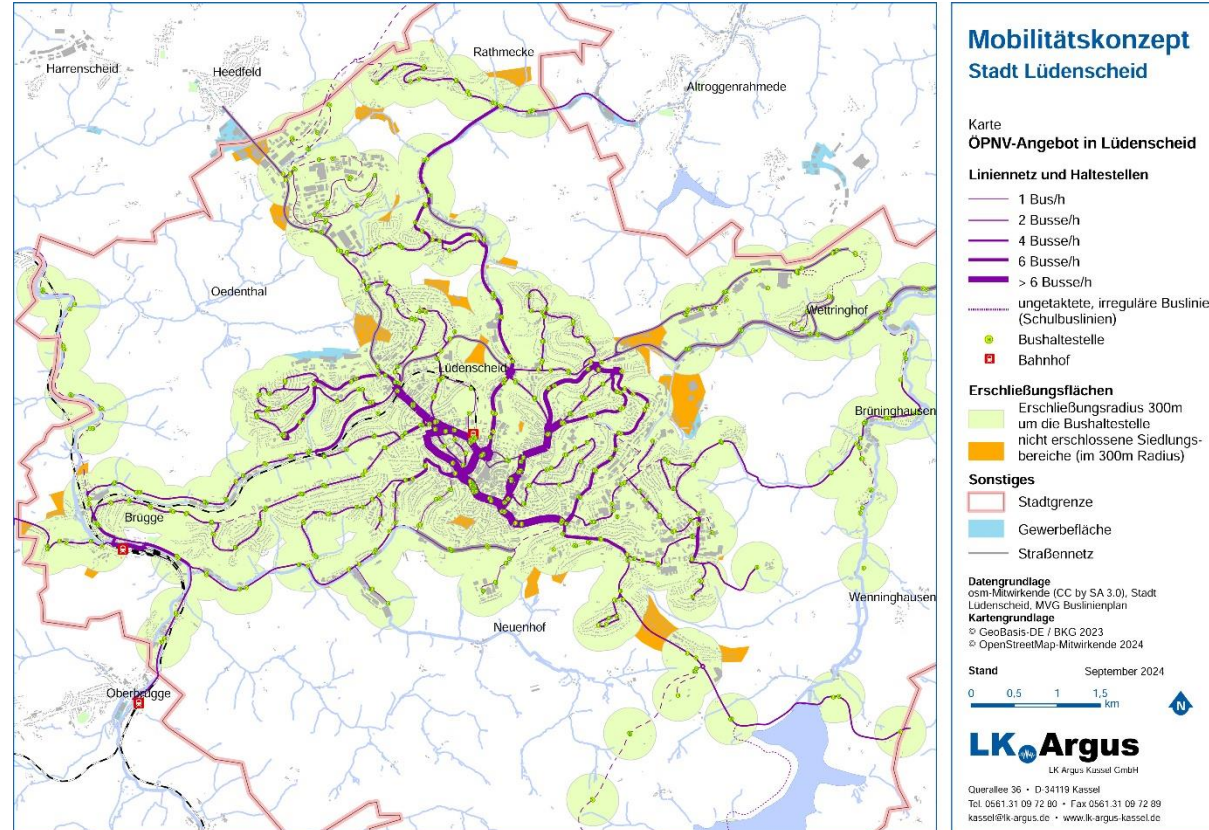 Harrenscheid
Heedfeld
Rathmecke
Altroggenrahmede
Oedenthal
Wettringhof
Lüdenscheid
Brüninghausen
Brügge
Wenninghausen
Neuenhof
Oberbrügge
Mobilitätskonzept
Stadt Lüdenscheid
Karte
ÖPNV-Angebot in Lüdenscheid
Liniennetz und Haltestellen
1 Bus/h
2 Busse/h
4 Busse/h
6 Busse/h
> 6 Busse/h
ungetaktete, irreguläre Buslinie
(Schulbuslinien)
Bushaltestelle
Bahnhof
Erschließungsflächen
Erschließungsradius 300m
um die Bushaltestelle
nicht erschlossene Siedlungs-
bereiche (im 300m Radius)
Sonstiges
Stadtgrenze
Gewerbefläche
Straßennetz
Datengrundlage
osm-Mitwirkende (CC by SA 3.0), Stadt
Lüdenscheid, MVG Buslinienplan
Kartengrundlage
© GeoBasis-DE / BKG 2023
© OpenStreetMap-Mitwirkende 2024
Stand September 2024
0 0,5 1 1,5
km
N
LK Argus
LK Argus Kassel GmbH
Querallee 36 • D-34119 Kassel
Tel. 0561.31 09 72 80 • Fax 0561.31 09 72 89
kassel@lk-argus.de • www.lk-argus-kassel.de